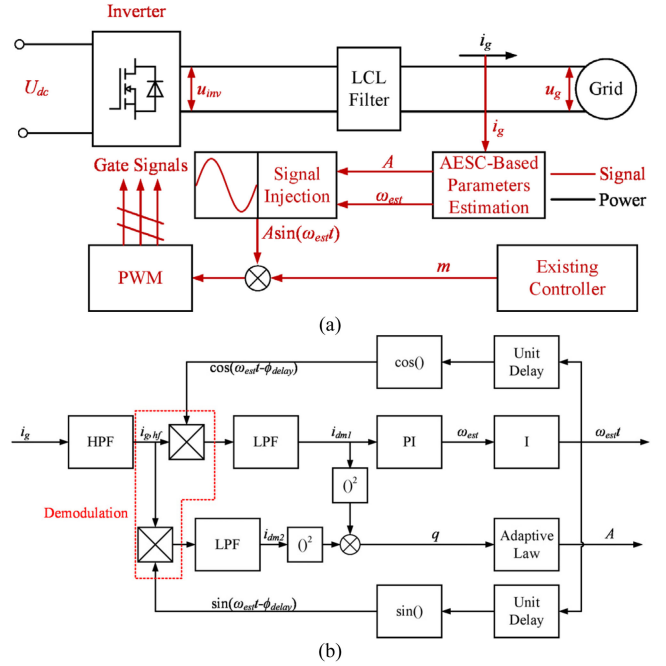 Inverter
U_dc
u_inv
LCL
Filter
i_g
u_g
Grid
i_g
Gate Signals
Signal
Injection
A
ω_est
AESC-Based
Parameters
Estimation
Signal
Power
Asin(ω_est t)
PWM
m
Existing
Controller
(a)
cos(ω_est t-ϕ_delay)
cos()
Unit
Delay
i_g
HPF
i_g,hf
LPF
i_dm1
PI
ω_est
I
ω_est t
()²
Demodulation
LPF
i_dm2
()²
q
Adaptive
Law
A
sin(ω_est t-ϕ_delay)
sin()
Unit
Delay
(b)